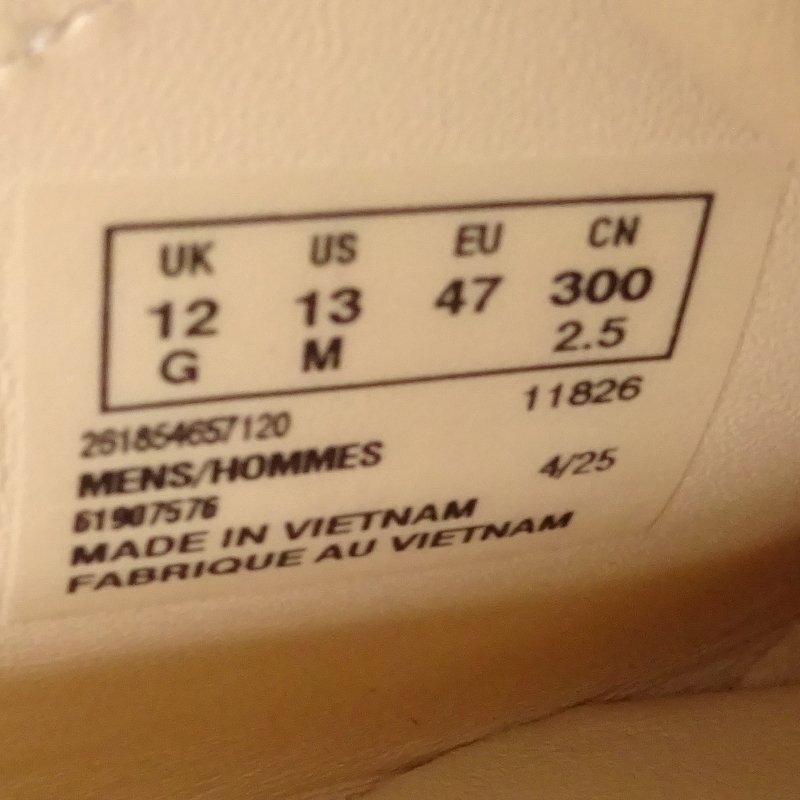 UK US EU CN
12 13 47 300
G M 2.5
261854657120 11826
MENS/HOMMES 4/25
61907576
MADE IN VIETNAM
FABRIQUE AU VIETNAM